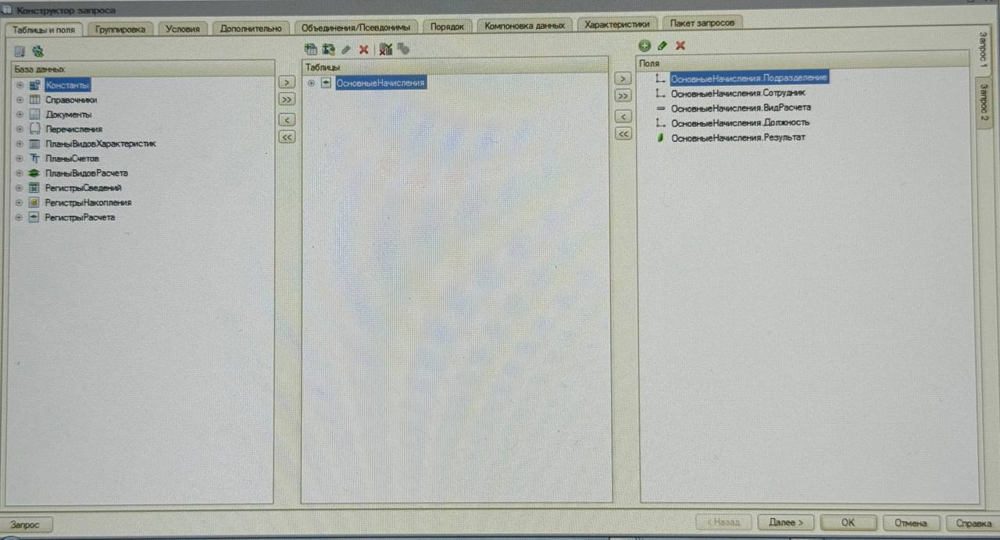 Конструктор запроса
Таблицы и поля
Группировка
Условия
Дополнительно
Объединения/Псевдонимы
Порядок
Компоновка данных
Характеристики
Пакет запросов
База данных
Константы
Справочники
Документы
Перечисления
ПланыВидовХарактеристик
ПланыСчетов
ПланыВидовРасчета
РегистрыСведений
РегистрыНакопления
РегистрыРасчета
>
>>
<
<<
Таблицы
ОсновныеНачисления
>
>>
<
<<
Поля
ОсновныеНачисления.Подразделение
ОсновныеНачисления.Сотрудник
ОсновныеНачисления.ВидРасчета
ОсновныеНачисления.Должность
ОсновныеНачисления.Результат
Запрос 1
Запрос 2
Запрос
< Назад
Далее >
ОК
Отмена
Справка